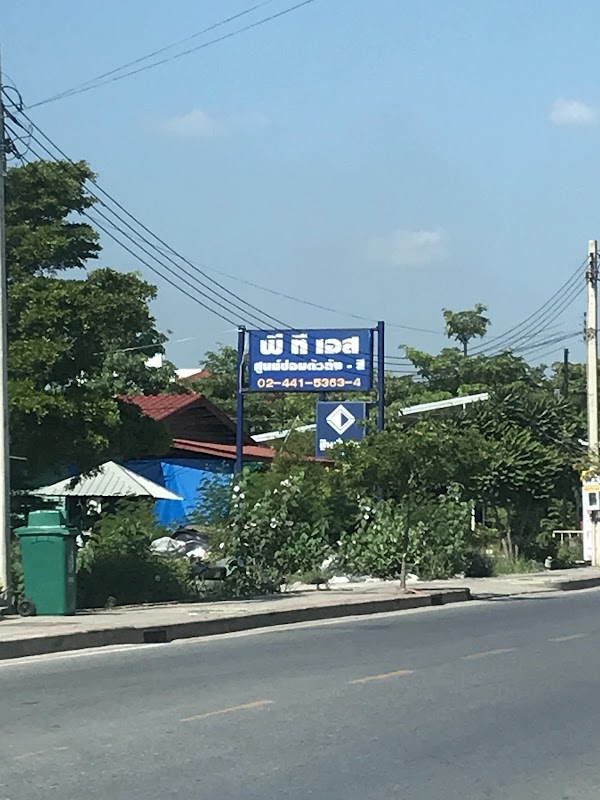 พี ที เอส
ศูนย์ซ่อมตัวถัง - สี
02-441-5363-4